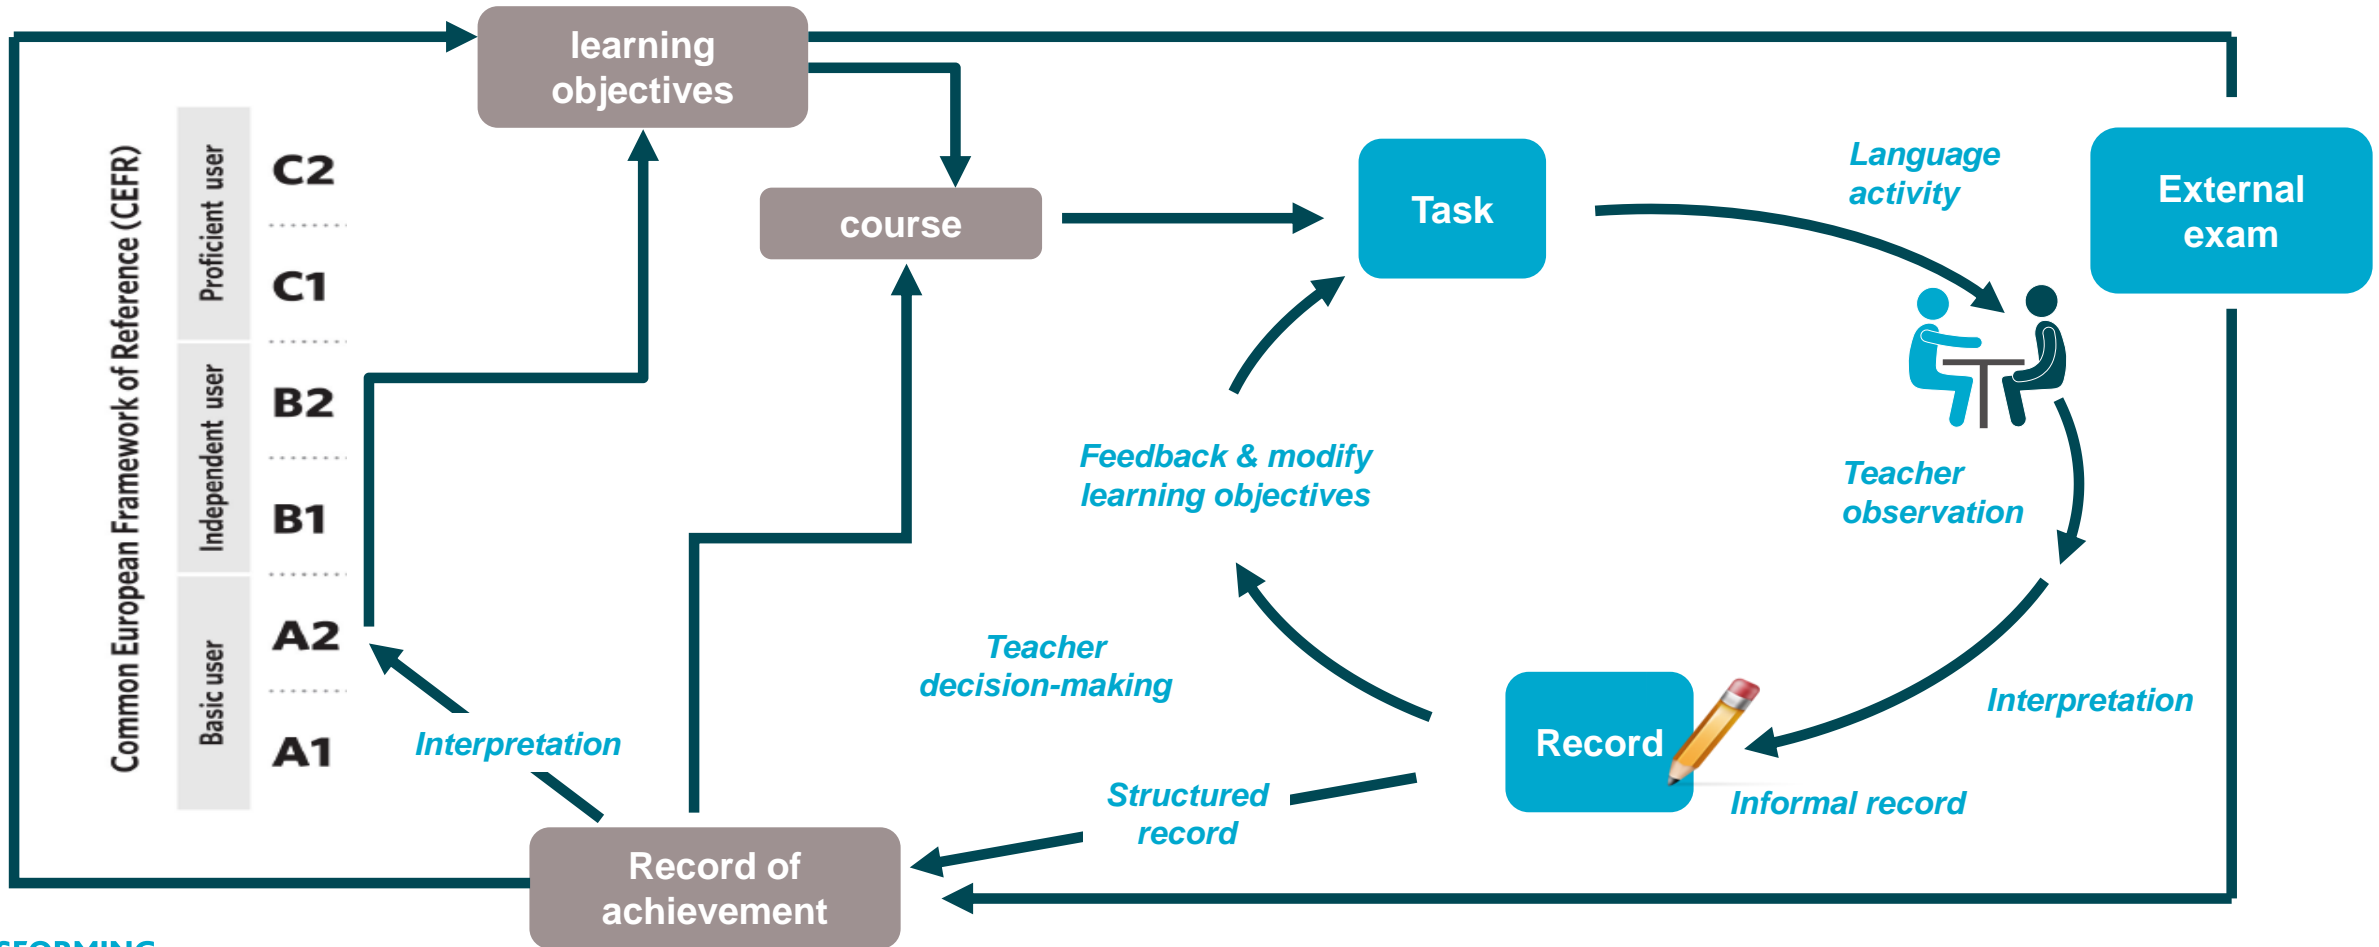 learning
objectives
Common European Framework of Reference (CEFR)
Proficient user
Independent user
Basic user
C2
C1
B2
B1
A2
A1
course
Task
Language
activity
External
exam
Feedback & modify
learning objectives
Teacher
observation
Teacher
decision-making
Interpretation
Record
Interpretation
Informal record
Structured
record
Record of
achievement